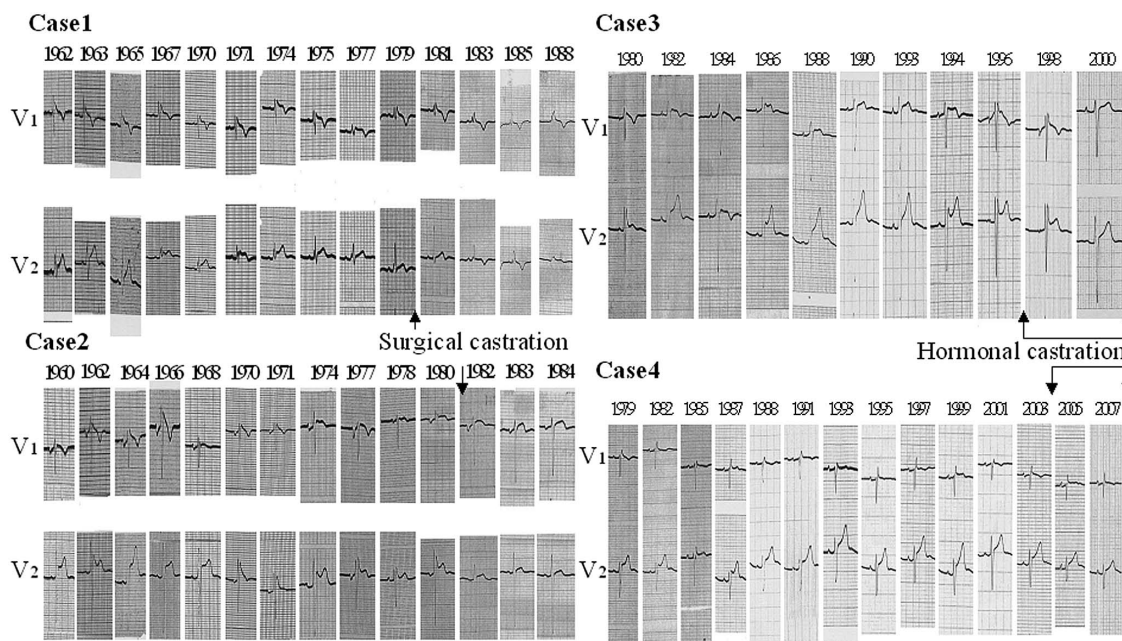 Case1
1962 1963 1965 1967 1970 1971 1974 1975 1977 1979 1981 1983 1985 1988
V1
V2
Surgical castration
Case2
1960 1962 1964 1966 1968 1970 1971 1974 1977 1978 1980 1982 1983 1984
V1
V2
Case3
1980 1982 1984 1986 1988 1990 1993 1994 1996 1998 2000
V1
V2
Hormonal castration
Case4
1979 1982 1985 1987 1988 1991 1993 1995 1997 1999 2001 2003 2005 2007
V1
V2